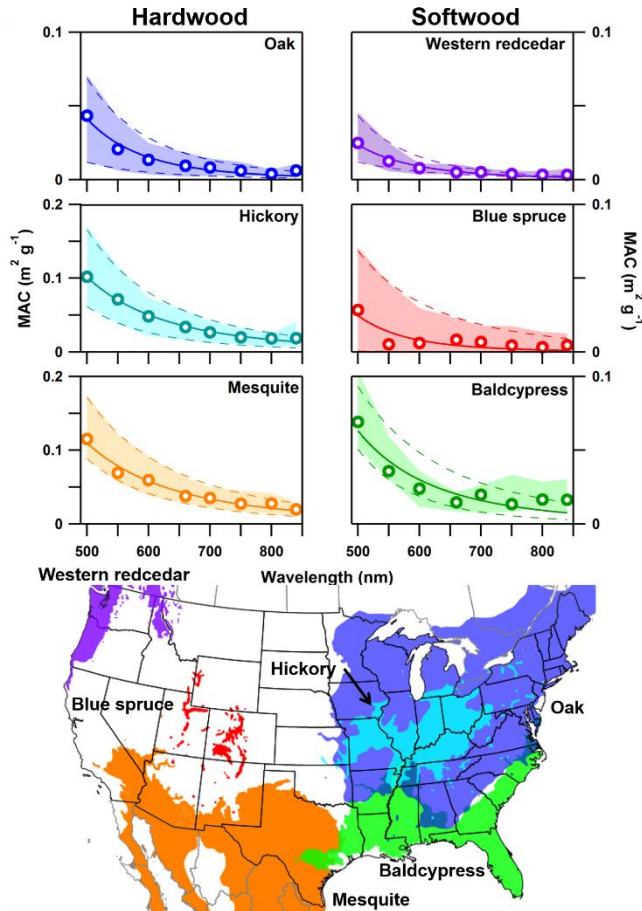 Hardwood Softwood
0.1 Oak Western redcedar 0.1
0 0
0.2 Hickory Blue spruce 0.1
MAC (m² g⁻¹) 0.1 MAC (m² g⁻¹)
0 0
0.2 Mesquite Baldcypress 0.1
0.1
0 0
500 600 700 800 500 600 700 800
Western redcedar Wavelength (nm)
Hickory
Blue spruce Oak
Baldcypress
Mesquite